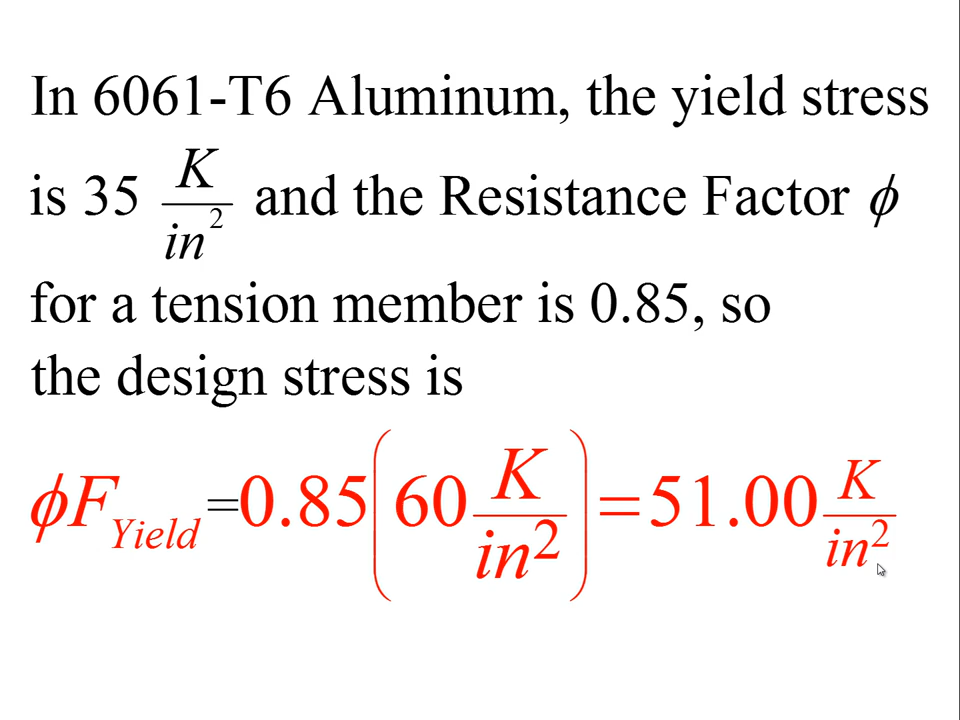 In 6061-T6 Aluminum, the yield stress
is 35 K/in² and the Resistance Factor ϕ
for a tension member is 0.85, so
the design stress is
ϕF_Yield =0.85(60 K/in²)=51.00 K/in²